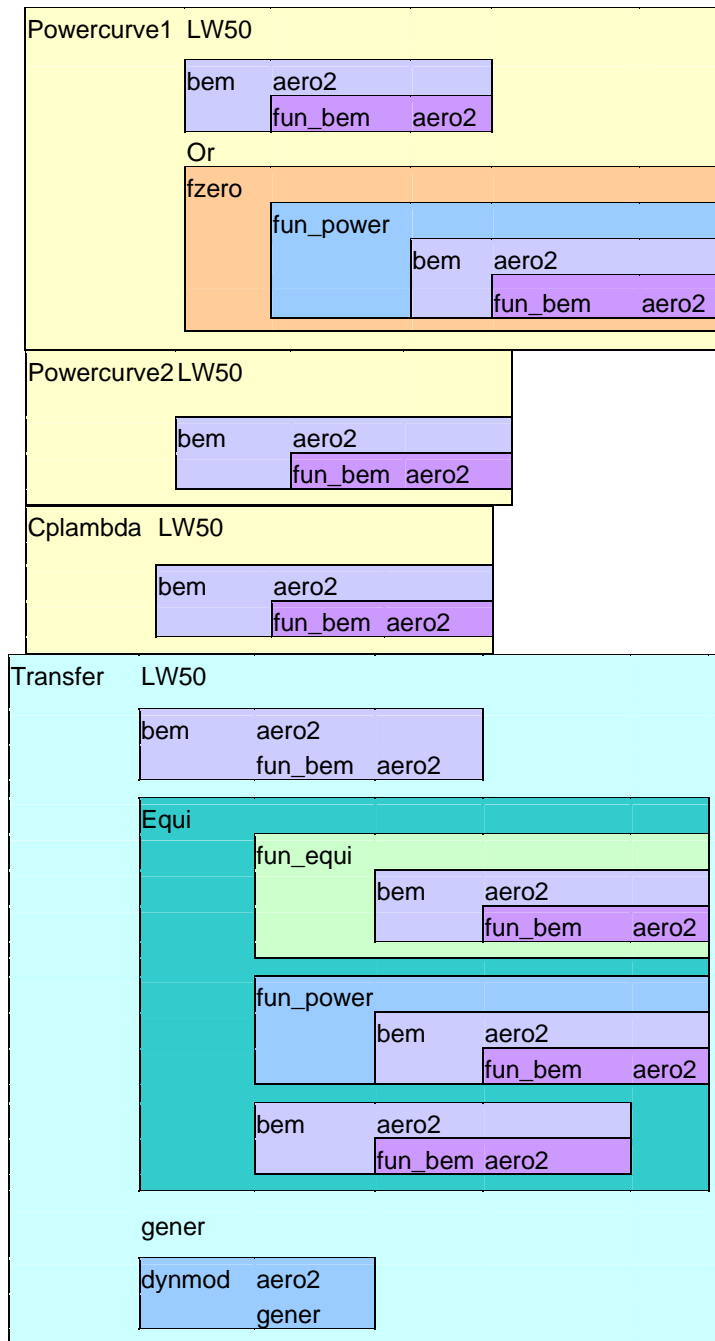 Powercurve1 LW50
bem aero2
fun_bem aero2
Or
fzero
fun_power
bem aero2
fun_bem aero2
Powercurve2 LW50
bem aero2
fun_bem aero2
Cplambda LW50
bem aero2
fun_bem aero2
Transfer LW50
bem aero2
fun_bem aero2
Equi
fun_equi
bem aero2
fun_bem aero2
fun_power
bem aero2
fun_bem aero2
bem aero2
fun_bem aero2
gener
dynmod aero2
gener